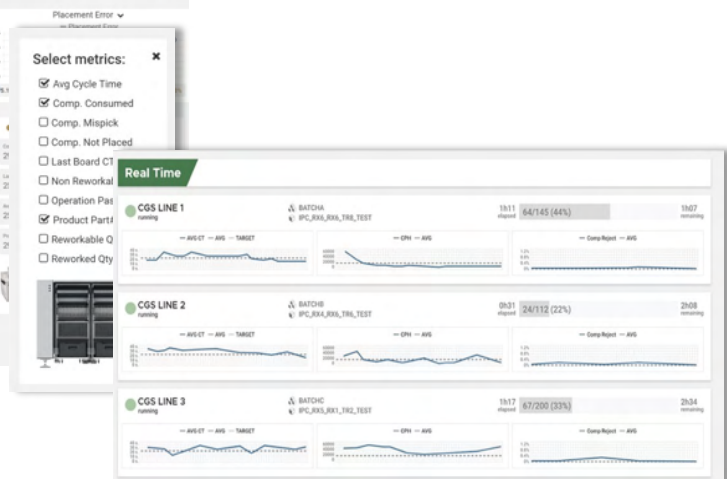 Placement Error
Placement Error
Select metrics:
Avg Cycle Time
Comp. Consumed
Comp. Mispick
Comp. Not Placed
Last Board CT
Non Reworkal
Operation Pas
Product Part#
Reworkable Q
Reworked Qty
Real Time
CGS LINE 1
running
BATCHA
IPC_RX6_RX6_TR8_TEST
1h11
elapsed
64/145 (44%)
1h07
remaining
AVG CT AVG TARGET
CPH AVG
Comp Reject AVG
CGS LINE 2
running
BATCHB
IPC_RX4_RX6_TR6_TEST
0h31
elapsed
24/112 (22%)
2h08
remaining
AVG CT AVG TARGET
CPH AVG
Comp Reject AVG
CGS LINE 3
running
BATCHC
IPC_RX5_RX1_TR2_TEST
1h17
elapsed
67/200 (33%)
2h34
remaining
AVG CT AVG TARGET
CPH AVG
Comp Reject AVG